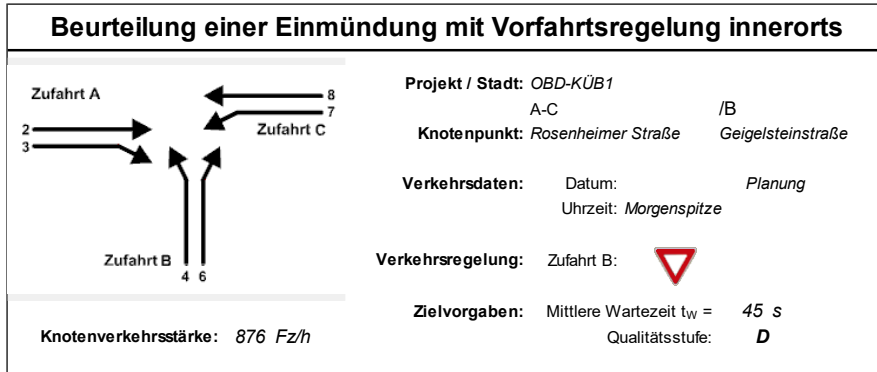 Beurteilung einer Einmündung mit Vorfahrtsregelung innerorts
Zufahrt A
8
7
Zufahrt C
2
3
Zufahrt B
4 6
Knotenverkehrsstärke: 876 Fz/h
Projekt / Stadt: OBD-KÜB1
A-C /B
Knotenpunkt: Rosenheimer Straße Geigelsteinstraße
Verkehrsdaten: Datum: Planung
Uhrzeit: Morgenspitze
Verkehrsregelung: Zufahrt B:
Zielvorgaben: Mittlere Wartezeit tW = 45 s
Qualitätsstufe: D